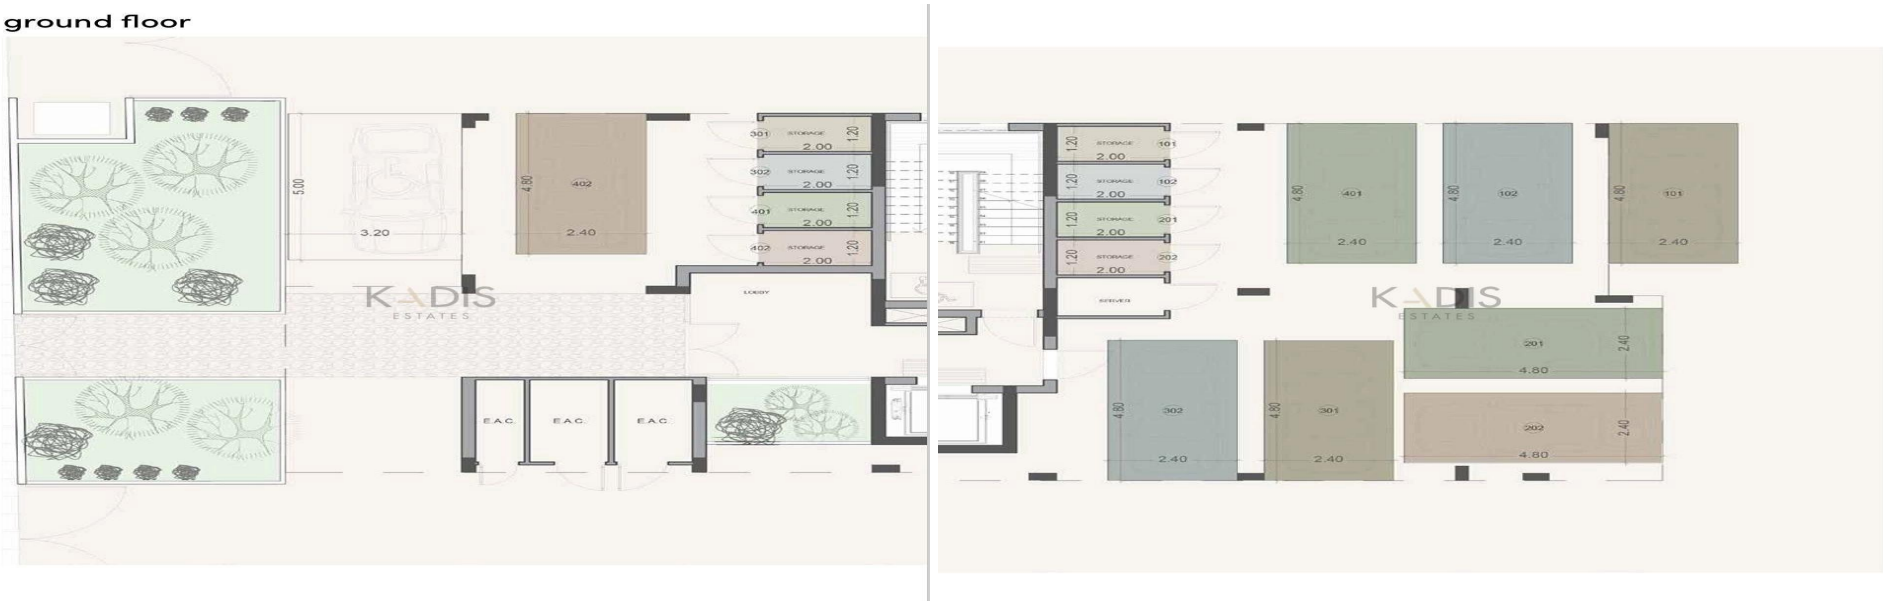 ground floor
301 STORAGE 1.20
2.00
302 STORAGE 1.20
2.00
401 STORAGE 1.20
2.00
402 STORAGE 1.20
2.00
5.00
3.20
4.80
402
2.40
LOBBY
KADIS
ESTATES
E.A.C.
E.A.C.
E.A.C.
1.20 STORAGE 101
2.00
1.20 STORAGE 102
2.00
1.20 STORAGE 201
2.00
1.20 STORAGE 202
2.00
SERVER
4.80 401
2.40
4.80 102
2.40
4.80 101
2.40
KADIS
ESTATES
201 2.40
4.80
202 2.40
4.80
4.80 302
2.40
4.80 301
2.40